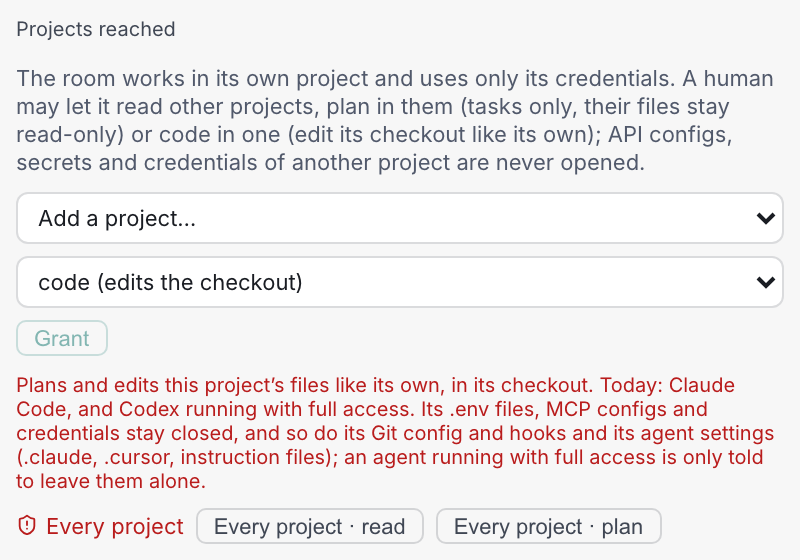 Projects reached
The room works in its own project and uses only its credentials. A human
may let it read other projects, plan in them (tasks only, their files stay
read-only) or code in one (edit its checkout like its own); API configs,
secrets and credentials of another project are never opened.
Add a project…
code (edits the checkout)
Grant
Plans and edits this project’s files like its own, in its checkout. Today: Claude
Code, and Codex running with full access. Its .env files, MCP configs and
credentials stay closed, and so do its Git config and hooks and its agent settings
(.claude, .cursor, instruction files); an agent running with full access is only told
to leave them alone.
Every project Every project · read Every project · plan